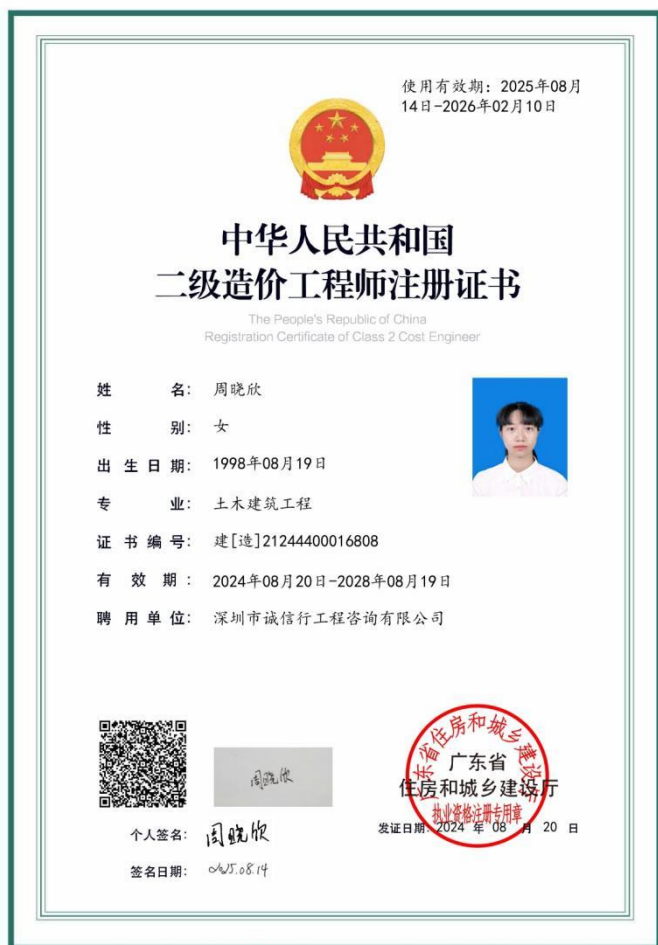 使用有效期：2025年08月
14日-2026年02月10日
中华人民共和国
二级造价工程师注册证书
The People's Republic of China
Registration Certificate of Class 2 Cost Engineer
姓名：周晓欣
性别：女
出生日期：1998年08月19日
专业：土木建筑工程
证书编号：建[造]21244400016808
有效期：2024年08月20日-2028年08月19日
聘用单位：深圳市诚信行工程咨询有限公司
周晓欣
个人签名：周晓欣
签名日期：2025.08.14
广东省住房和城乡建设厅
广东省
住房和城乡建设厅
执业资格注册专用章
发证日期：2024 年 08 月 20 日